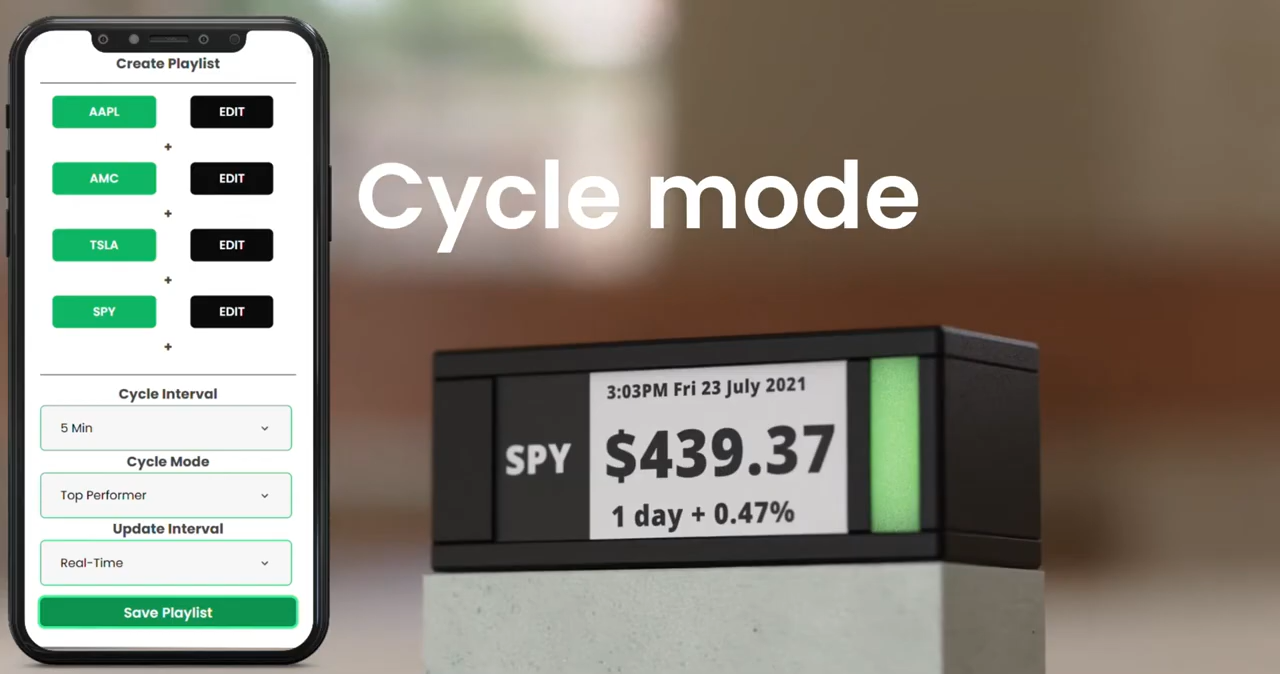 Create Playlist
AAPL EDIT
+
AMC EDIT
+
TSLA EDIT
+
SPY EDIT
+
Cycle Interval
5 Min
Cycle Mode
Top Performer
Update Interval
Real-Time
Save Playlist
Cycle mode
3:03PM Fri 23 July 2021
SPY
$439.37
1 day + 0.47%